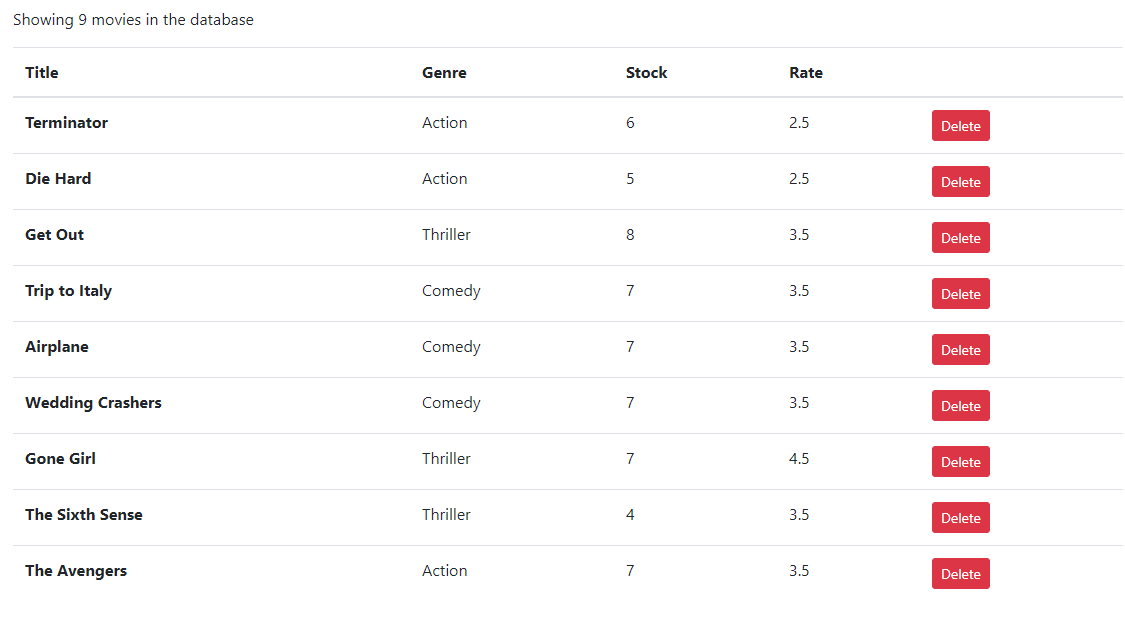 Showing 9 movies in the database
Title Genre Stock Rate
Terminator Action 6 2.5 Delete
Die Hard Action 5 2.5 Delete
Get Out Thriller 8 3.5 Delete
Trip to Italy Comedy 7 3.5 Delete
Airplane Comedy 7 3.5 Delete
Wedding Crashers Comedy 7 3.5 Delete
Gone Girl Thriller 7 4.5 Delete
The Sixth Sense Thriller 4 3.5 Delete
The Avengers Action 7 3.5 Delete